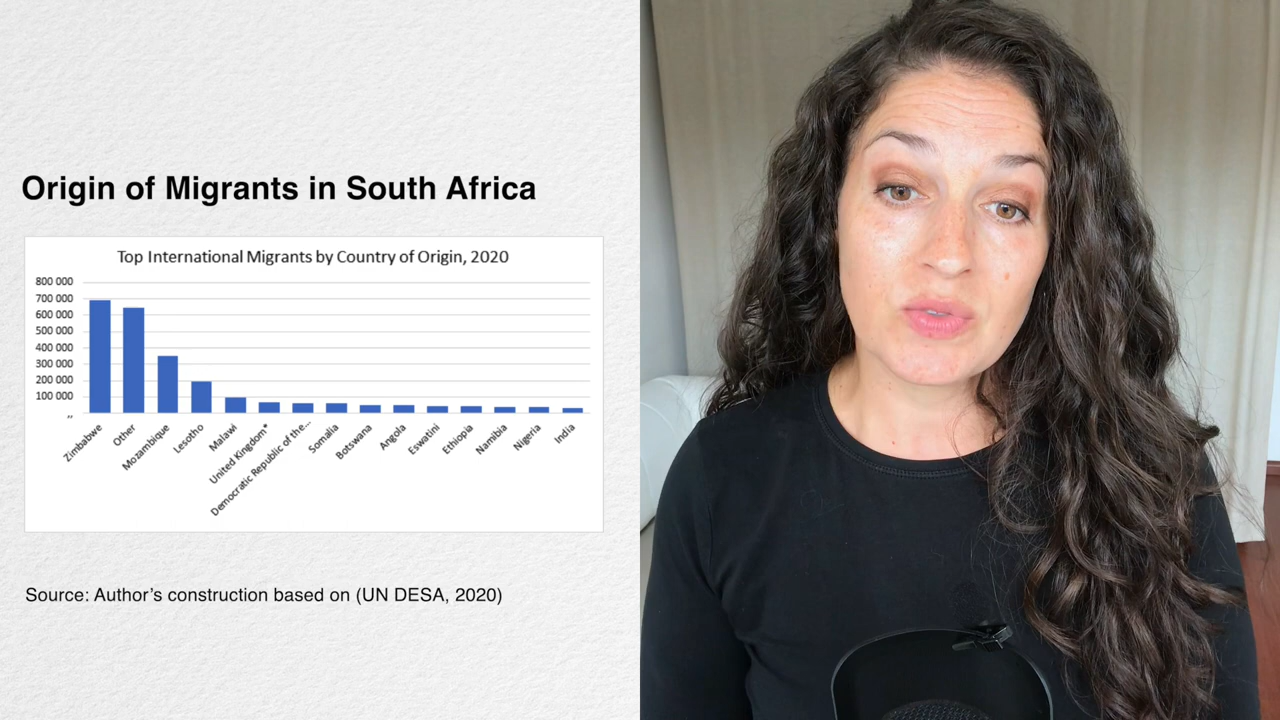 Origin of Migrants in South Africa
Top International Migrants by Country of Origin, 2020
800 000
700 000
600 000
500 000
400 000
300 000
200 000
100 000
Zimbabwe
Other
Mozambique
Lesotho
Malawi
United Kingdom*
Democratic Republic of the...
Somalia
Botswana
Angola
Eswatini
Ethiopia
Namibia
Nigeria
India
Source: Author’s construction based on (UN DESA, 2020)